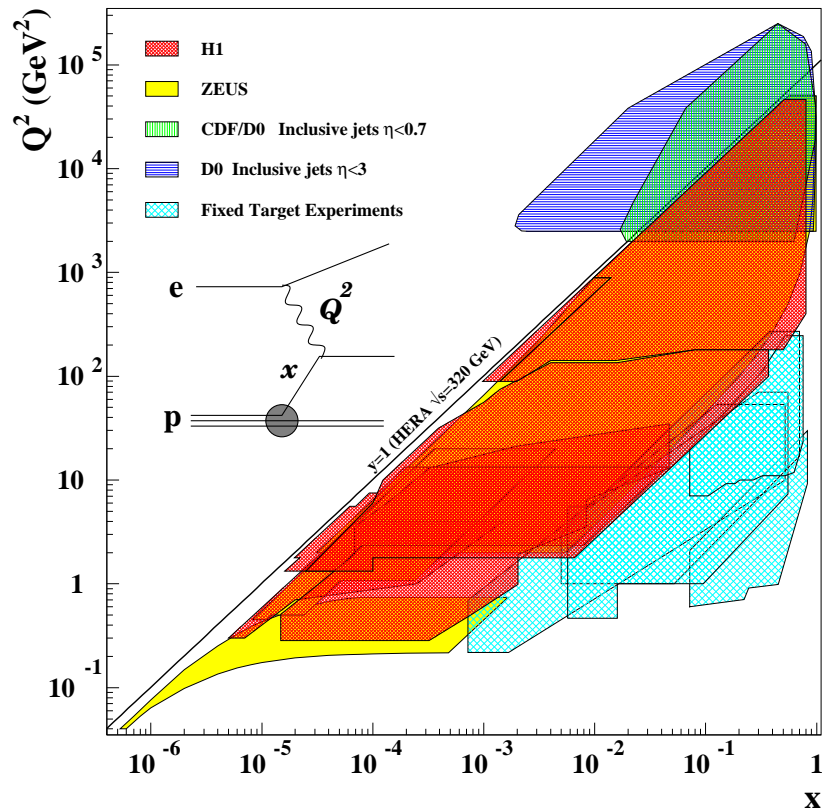 Q² (GeV²)
H1
ZEUS
CDF/D0 Inclusive jets η<0.7
D0 Inclusive jets η<3
Fixed Target Experiments
10⁵
10⁴
10³
10²
10
1
10⁻¹
e
Q²
x
p
y=1 (HERA √s=320 GeV)
10⁻⁶ 10⁻⁵ 10⁻⁴ 10⁻³ 10⁻² 10⁻¹ 1
x